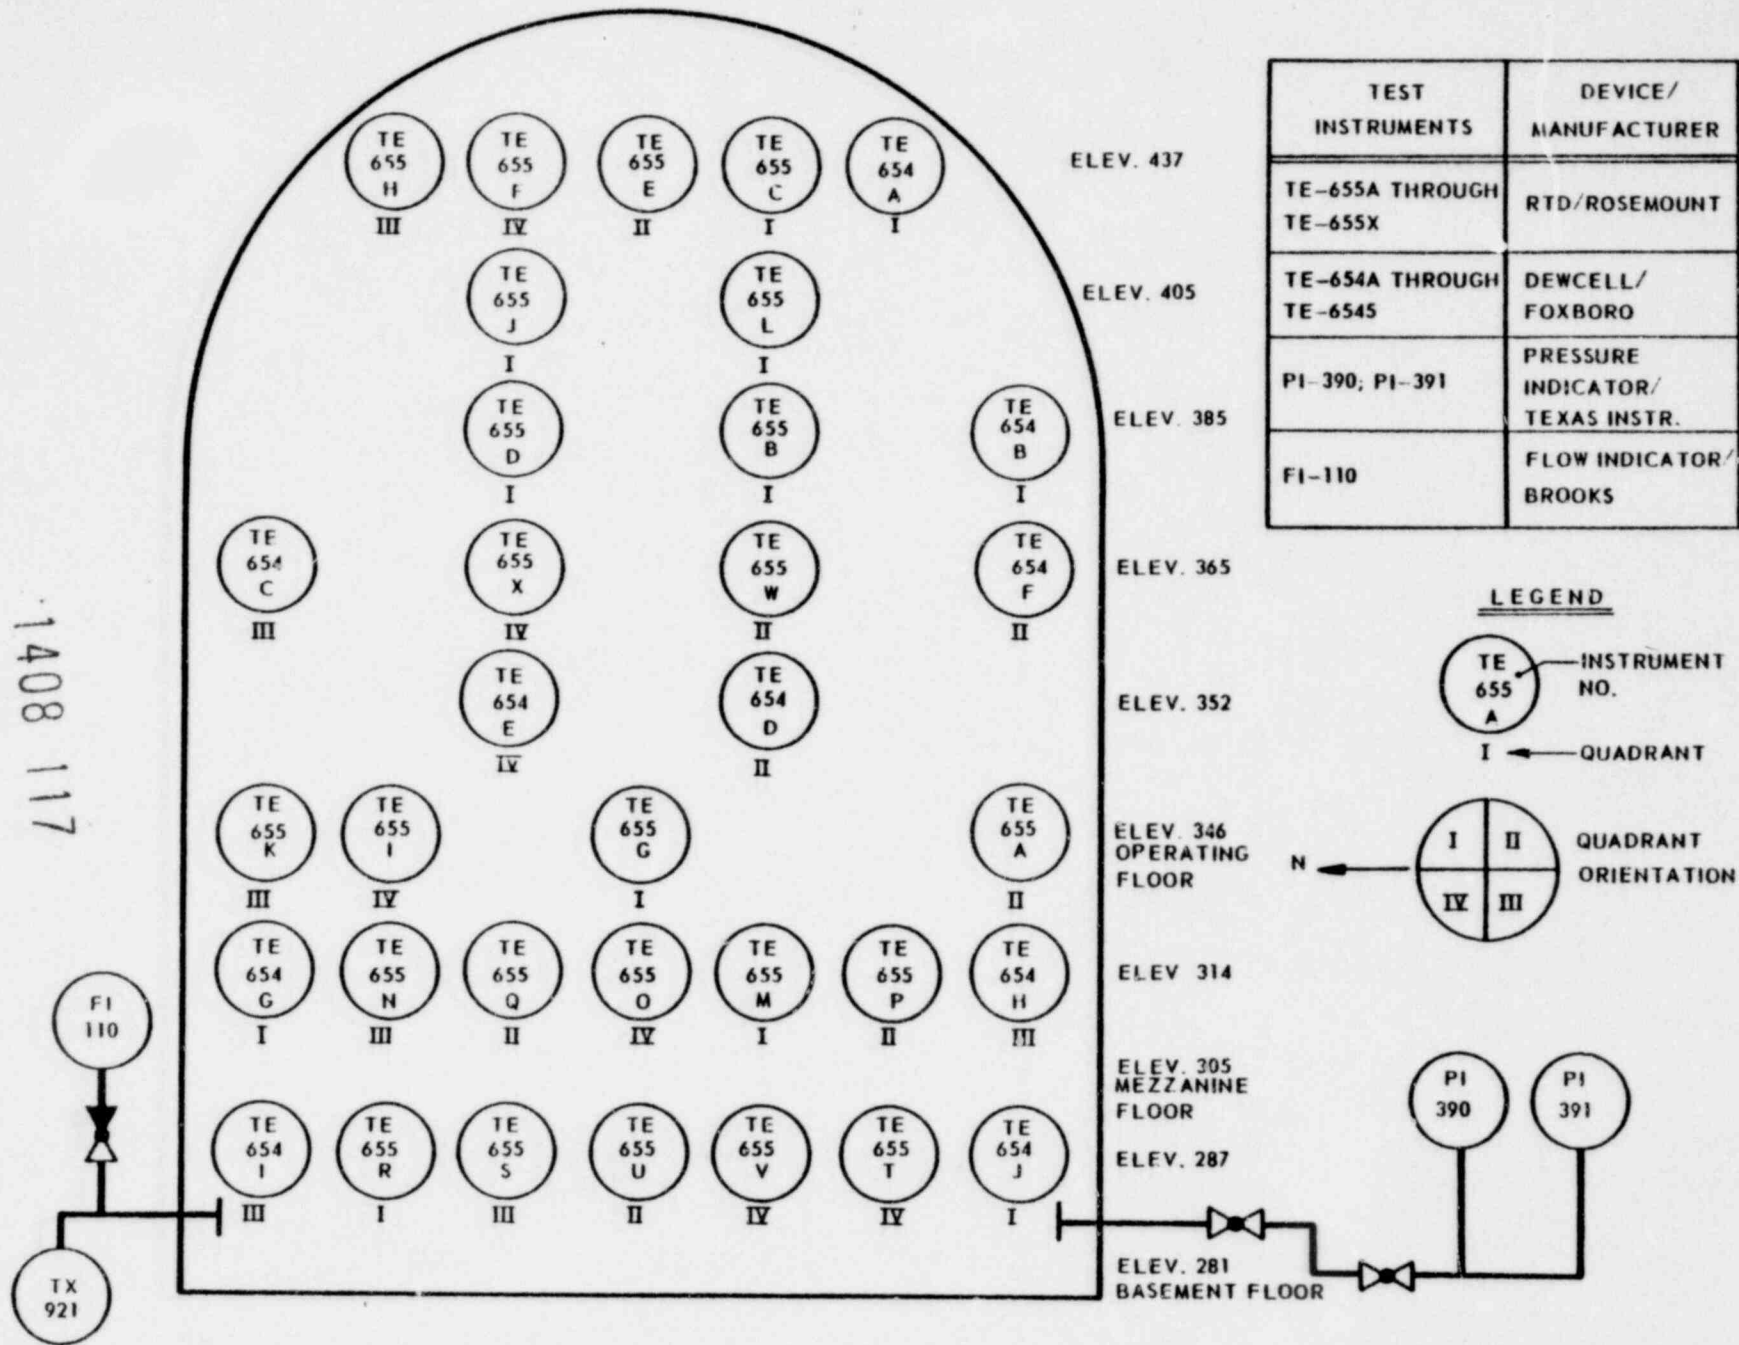 TEST INSTRUMENTS
DEVICE/ MANUFACTURER
TE-655A THROUGH TE-655X
RTD/ROSEMOUNT
TE-654A THROUGH TE-6545
DEWCELL/ FOXBORO
PI-390; PI-391
PRESSURE INDICATOR/ TEXAS INSTR.
FI-110
FLOW INDICATOR/ BROOKS
TE 655 H III
TE 655 F IV
TE 655 E II
TE 655 C I
TE 654 A I
ELEV. 437
TE 655 J I
TE 655 L I
ELEV. 405
TE 655 D I
TE 655 B I
TE 654 B I
ELEV. 385
TE 654 C III
TE 655 X IV
TE 655 W II
TE 654 F II
ELEV. 365
TE 654 E IV
TE 654 D II
ELEV. 352
TE 655 K III
TE 655 I IV
TE 655 G I
TE 655 A II
ELEV. 346
OPERATING
FLOOR
TE 654 G I
TE 655 N III
TE 655 Q II
TE 655 O IV
TE 655 M I
TE 655 P II
TE 654 H III
ELEV 314
ELEV. 305
MEZZANINE
FLOOR
TE 654 I III
TE 655 R I
TE 655 S III
TE 655 U II
TE 655 V IV
TE 655 T IV
TE 654 J I
ELEV. 287
ELEV. 281
BASEMENT FLOOR
FI 110
TX 921
PI 390
PI 391
LEGEND
TE 655 A
INSTRUMENT
NO.
I
QUADRANT
N
I II
IV III
QUADRANT
ORIENTATION
1408 117